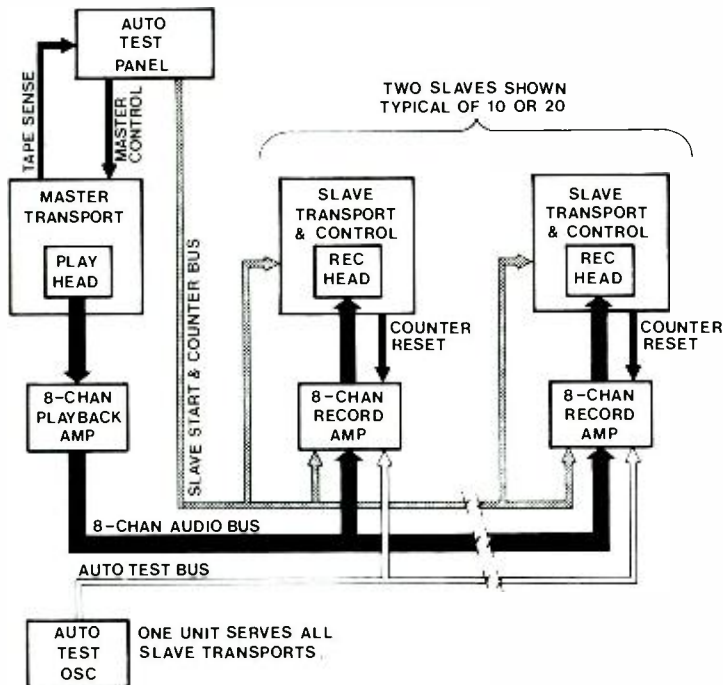 AUTO
TEST
PANEL
TAPE SENSE
MASTER
CONTROL
TWO SLAVES SHOWN
TYPICAL OF 10 OR 20
MASTER
TRANSPORT
PLAY
HEAD
SLAVE
TRANSPORT
& CONTROL
REC
HEAD
SLAVE
TRANSPORT
& CONTROL
REC
HEAD
SLAVE START & COUNTER BUS
COUNTER
RESET
COUNTER
RESET
8-CHAN
PLAYBACK
AMP
8-CHAN
RECORD
AMP
8-CHAN
RECORD
AMP
8-CHAN AUDIO BUS
AUTO TEST BUS
AUTO
TEST
OSC
ONE UNIT SERVES ALL
SLAVE TRANSPORTS